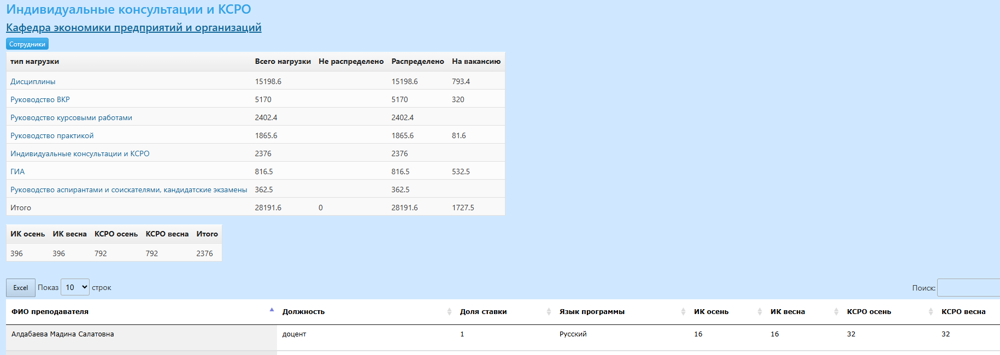 Индивидуальные консультации и КСРО
Кафедра экономики предприятий и организаций
Сотрудники
тип нагрузки Всего нагрузки Не распределено Распределено На вакансию
Дисциплины 15198.6 15198.6 793.4
Руководство ВКР 5170 5170 320
Руководство курсовыми работами 2402.4 2402.4
Руководство практикой 1865.6 1865.6 81.6
Индивидуальные консультации и КСРО 2376 2376
ГИА 816.5 816.5 532.5
Руководство аспирантами и соискателями, кандидатские экзамены 362.5 362.5
Итого 28191.6 0 28191.6 1727.5
ИК осень ИК весна КСРО осень КСРО весна Итого
396 396 792 792 2376
Excel Показ 10 строк Поиск:
ФИО преподавателя Должность Доля ставки Язык программы ИК осень ИК весна КСРО осень КСРО весна
Алдабаева Мадина Салатовна доцент 1 Русский 16 16 32 32